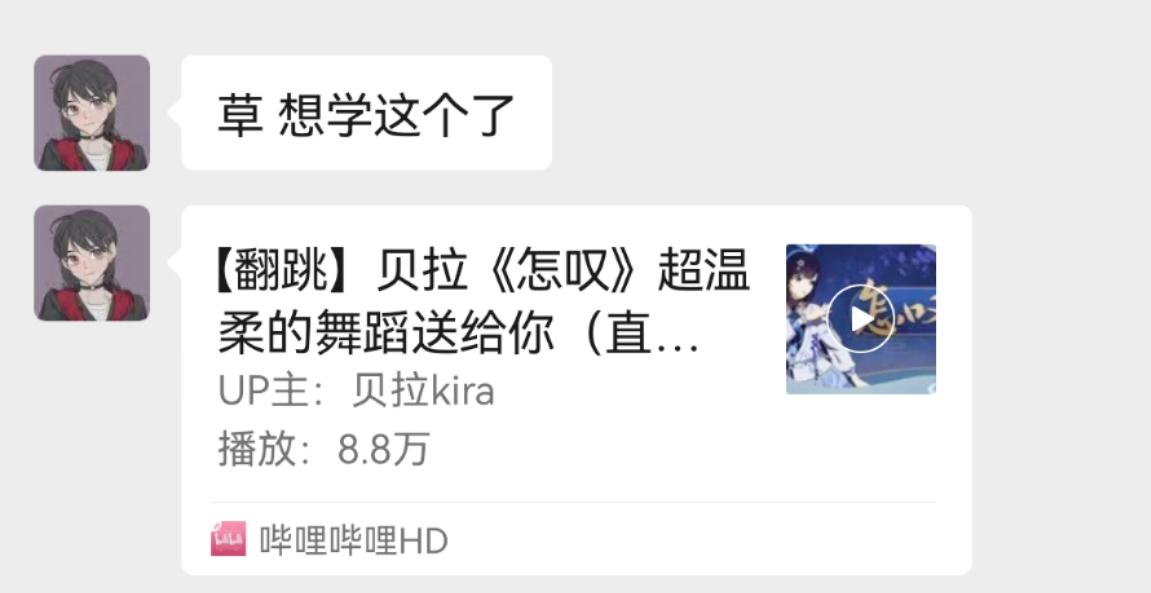 草 想学这个了
【翻跳】贝拉《怎叹》超温
柔的舞蹈送给你（直...
怎叹
UP主：贝拉kira
播放：8.8万
哔哩哔哩HD